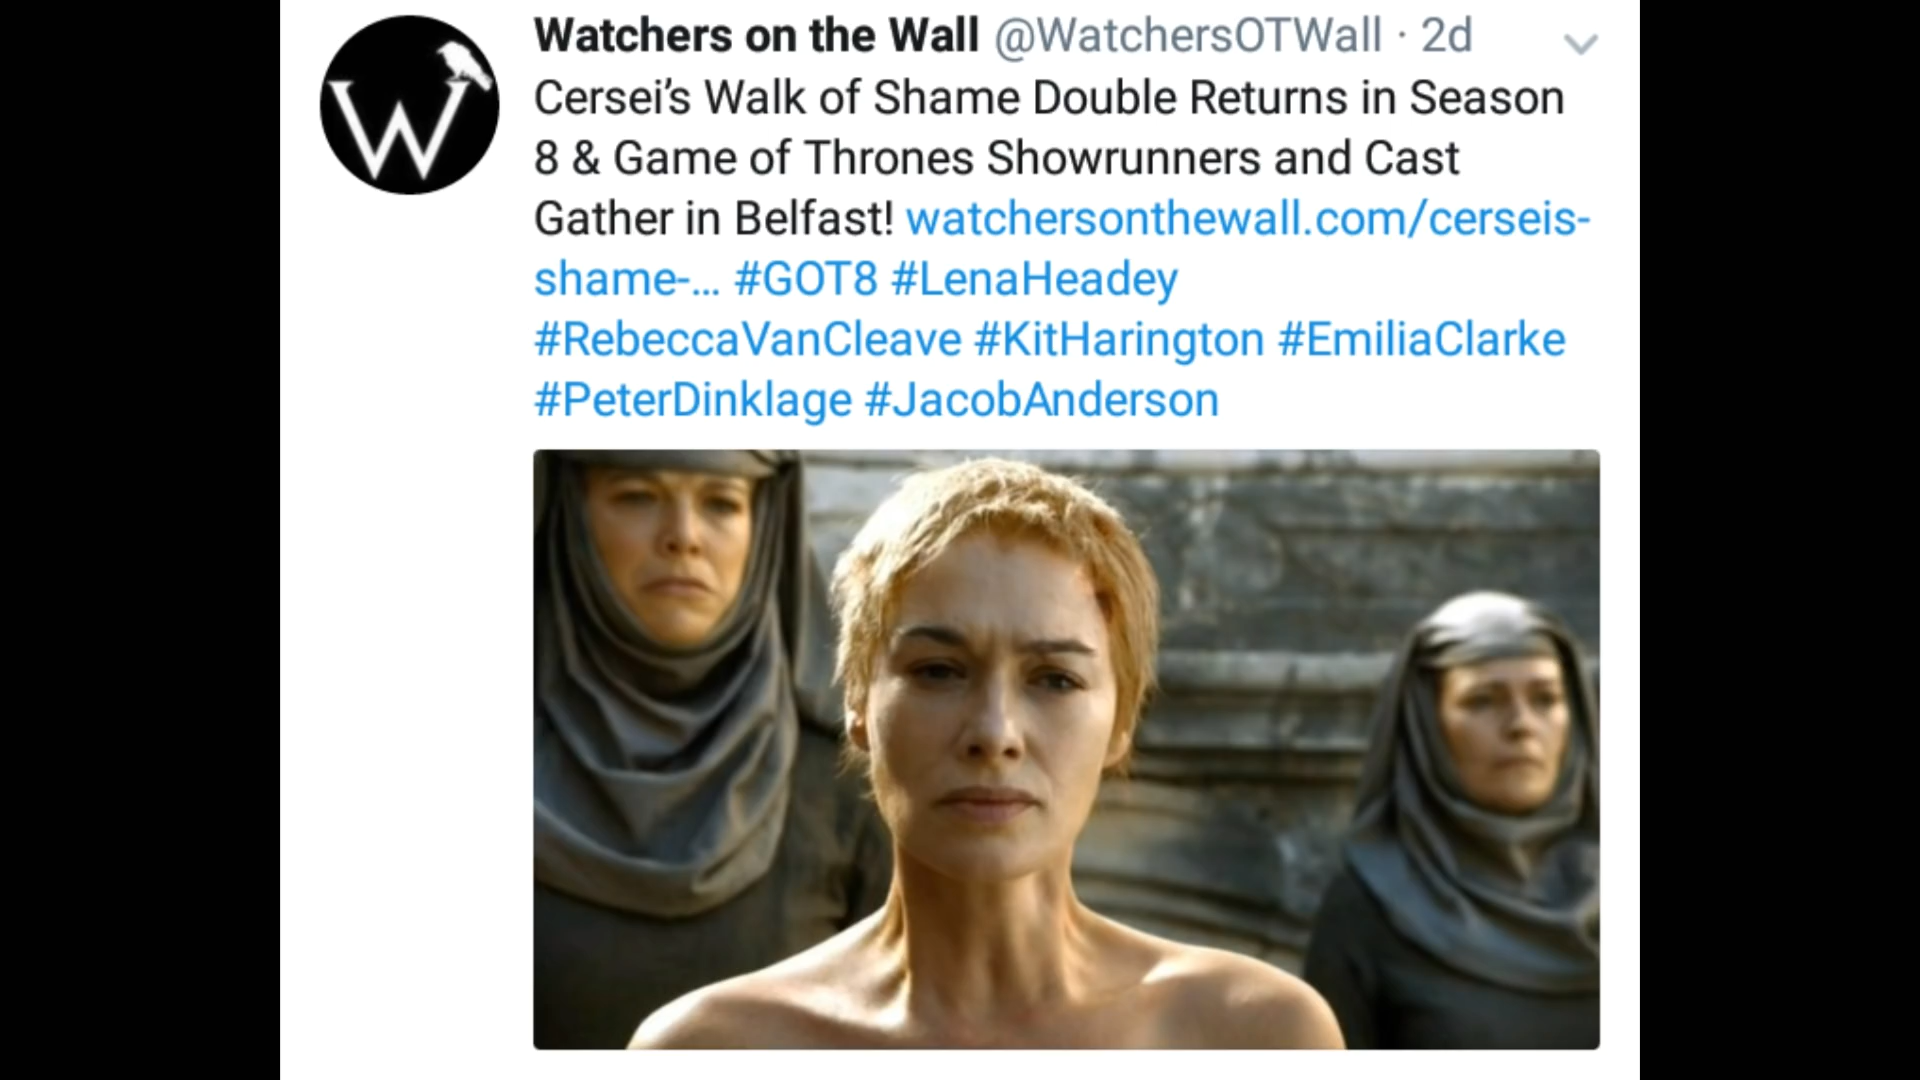 Watchers on the Wall @WatchersOTWall · 2d
Cersei’s Walk of Shame Double Returns in Season
8 & Game of Thrones Showrunners and Cast
Gather in Belfast! watchersonthewall.com/cerseis-
shame-... #GOT8 #LenaHeadey
#RebeccaVanCleave #KitHarington #EmiliaClarke
#PeterDinklage #JacobAnderson
W